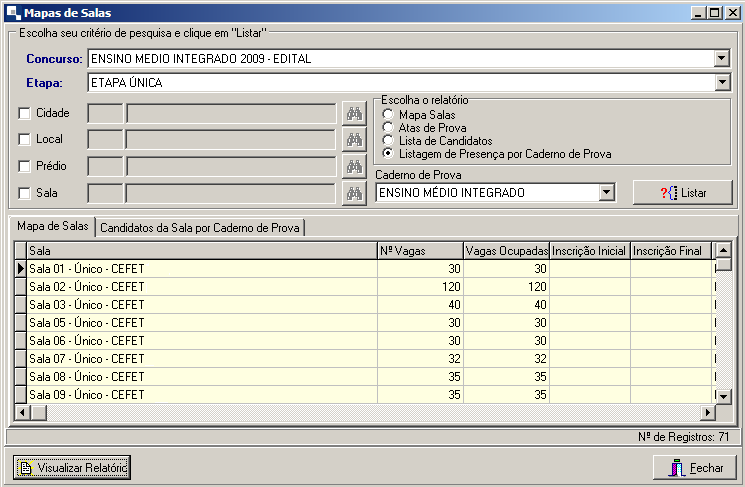 Mapas de Salas
Escolha seu critério de pesquisa e clique em "Listar"
Concurso: ENSINO MEDIO INTEGRADO 2009 - EDITAL
Etapa: ETAPA ÚNICA
Cidade
Local
Prédio
Sala
Escolha o relatório
Mapa Salas
Atas de Prova
Lista de Candidatos
Listagem de Presença por Caderno de Prova
Caderno de Prova
ENSINO MÉDIO INTEGRADO
Listar
Mapa de Salas Candidatos da Sala por Caderno de Prova
Sala Nº Vagas Vagas Ocupadas Inscrição Inicial Inscrição Final
Sala 01 - Único - CEFET 30 30
Sala 02 - Único - CEFET 120 120
Sala 03 - Único - CEFET 40 40
Sala 05 - Único - CEFET 30 30
Sala 06 - Único - CEFET 30 30
Sala 07 - Único - CEFET 32 32
Sala 08 - Único - CEFET 35 35
Sala 09 - Único - CEFET 35 35
Nº de Registros: 71
Visualizar Relatório Fechar